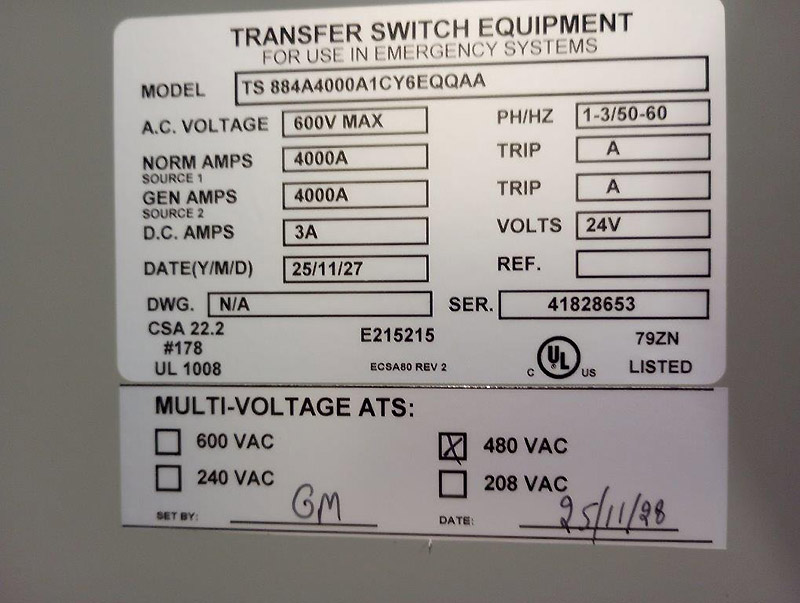 TRANSFER SWITCH EQUIPMENT
FOR USE IN EMERGENCY SYSTEMS
MODEL TS 884A4000A1CY6EQQAA
A.C. VOLTAGE 600V MAX PH/HZ 1-3/50-60
NORM AMPS 4000A TRIP A
SOURCE 1
GEN AMPS 4000A TRIP A
SOURCE 2
D.C. AMPS 3A VOLTS 24V
DATE(Y/M/D) 25/11/27 REF.
DWG. N/A SER. 41828653
CSA 22.2 E215215 79ZN
#178
UL 1008 ECSA80 REV 2 C UL US LISTED
MULTI-VOLTAGE ATS:
600 VAC X 480 VAC
240 VAC 208 VAC
SET BY: GM DATE: 25/11/28